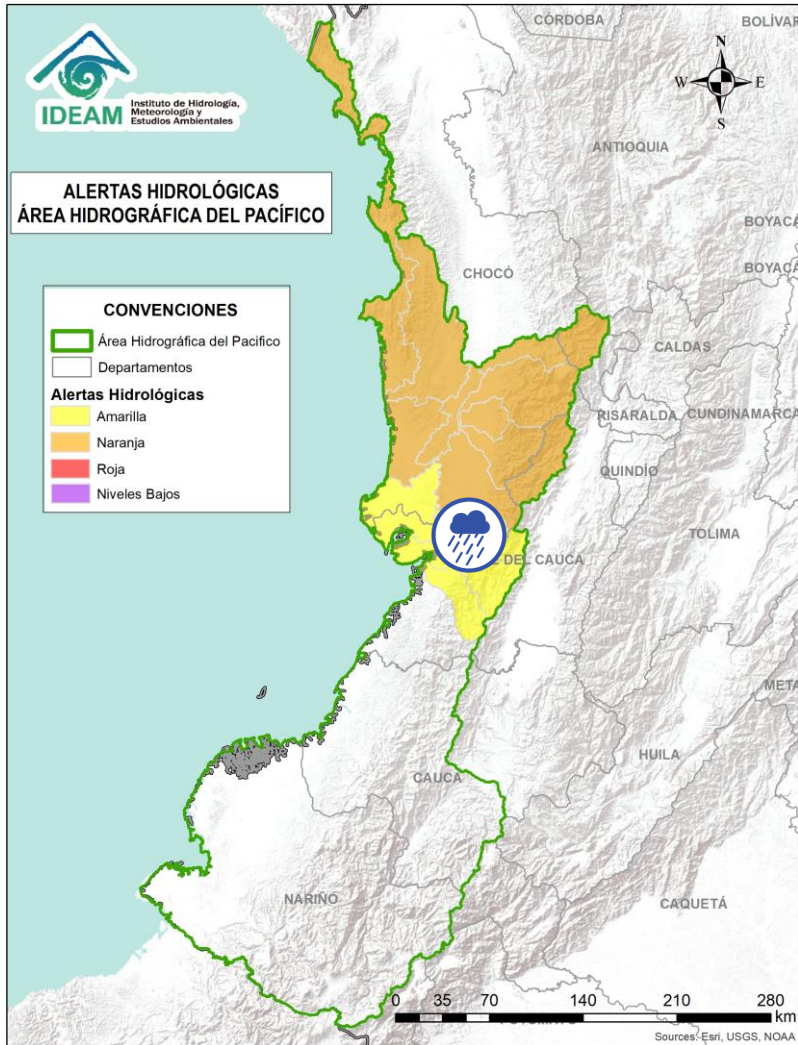 CÓRDOBA
BOLÍVAR
N
W
E
S
IDEAM
Instituto de Hidrología,
Meteorología y
Estudios Ambientales
ANTIOQUIA
ALERTAS HIDROLÓGICAS
ÁREA HIDROGRÁFICA DEL PACÍFICO
BOYACÁ
BOYACÁ
CHOCÓ
CONVENCIONES
Área Hidrográfica del Pacifico
Departamentos
Alertas Hidrológicas
Amarilla
Naranja
Roja
Niveles Bajos
CALDAS
RISARALDA
CUNDINAMARCA
QUINDÍO
TOLIMA
DEL CAUCA
META
HUILA
CAUCA
NARIÑO
CAQUETÁ
0 35 70 140 210 280
km
Sources: Esri, USGS, NOAA